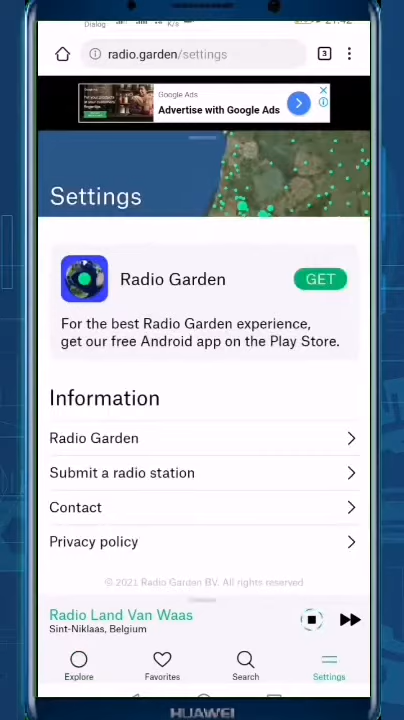 Dialog
K/s
21:42
radio.garden/settings
3
Google Ads
Advertise with Google Ads
Settings
Radio Garden
GET
For the best Radio Garden experience,
get our free Android app on the Play Store.
Information
Radio Garden
Submit a radio station
Contact
Privacy policy
© 2021 Radio Garden BV. All rights reserved
Radio Land Van Waas
Sint-Niklaas, Belgium
Explore
Favorites
Search
Settings
HUAWEI